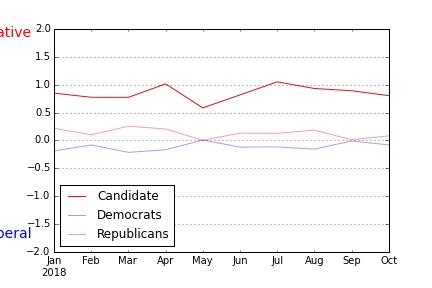 2.0
ative
1.5
1.0
0.5
0.0
−0.5
−1.0
−1.5
−2.0
Candidate
Democrats
Republicans
beral
Jan Feb Mar Apr May Jun Jul Aug Sep Oct
2018